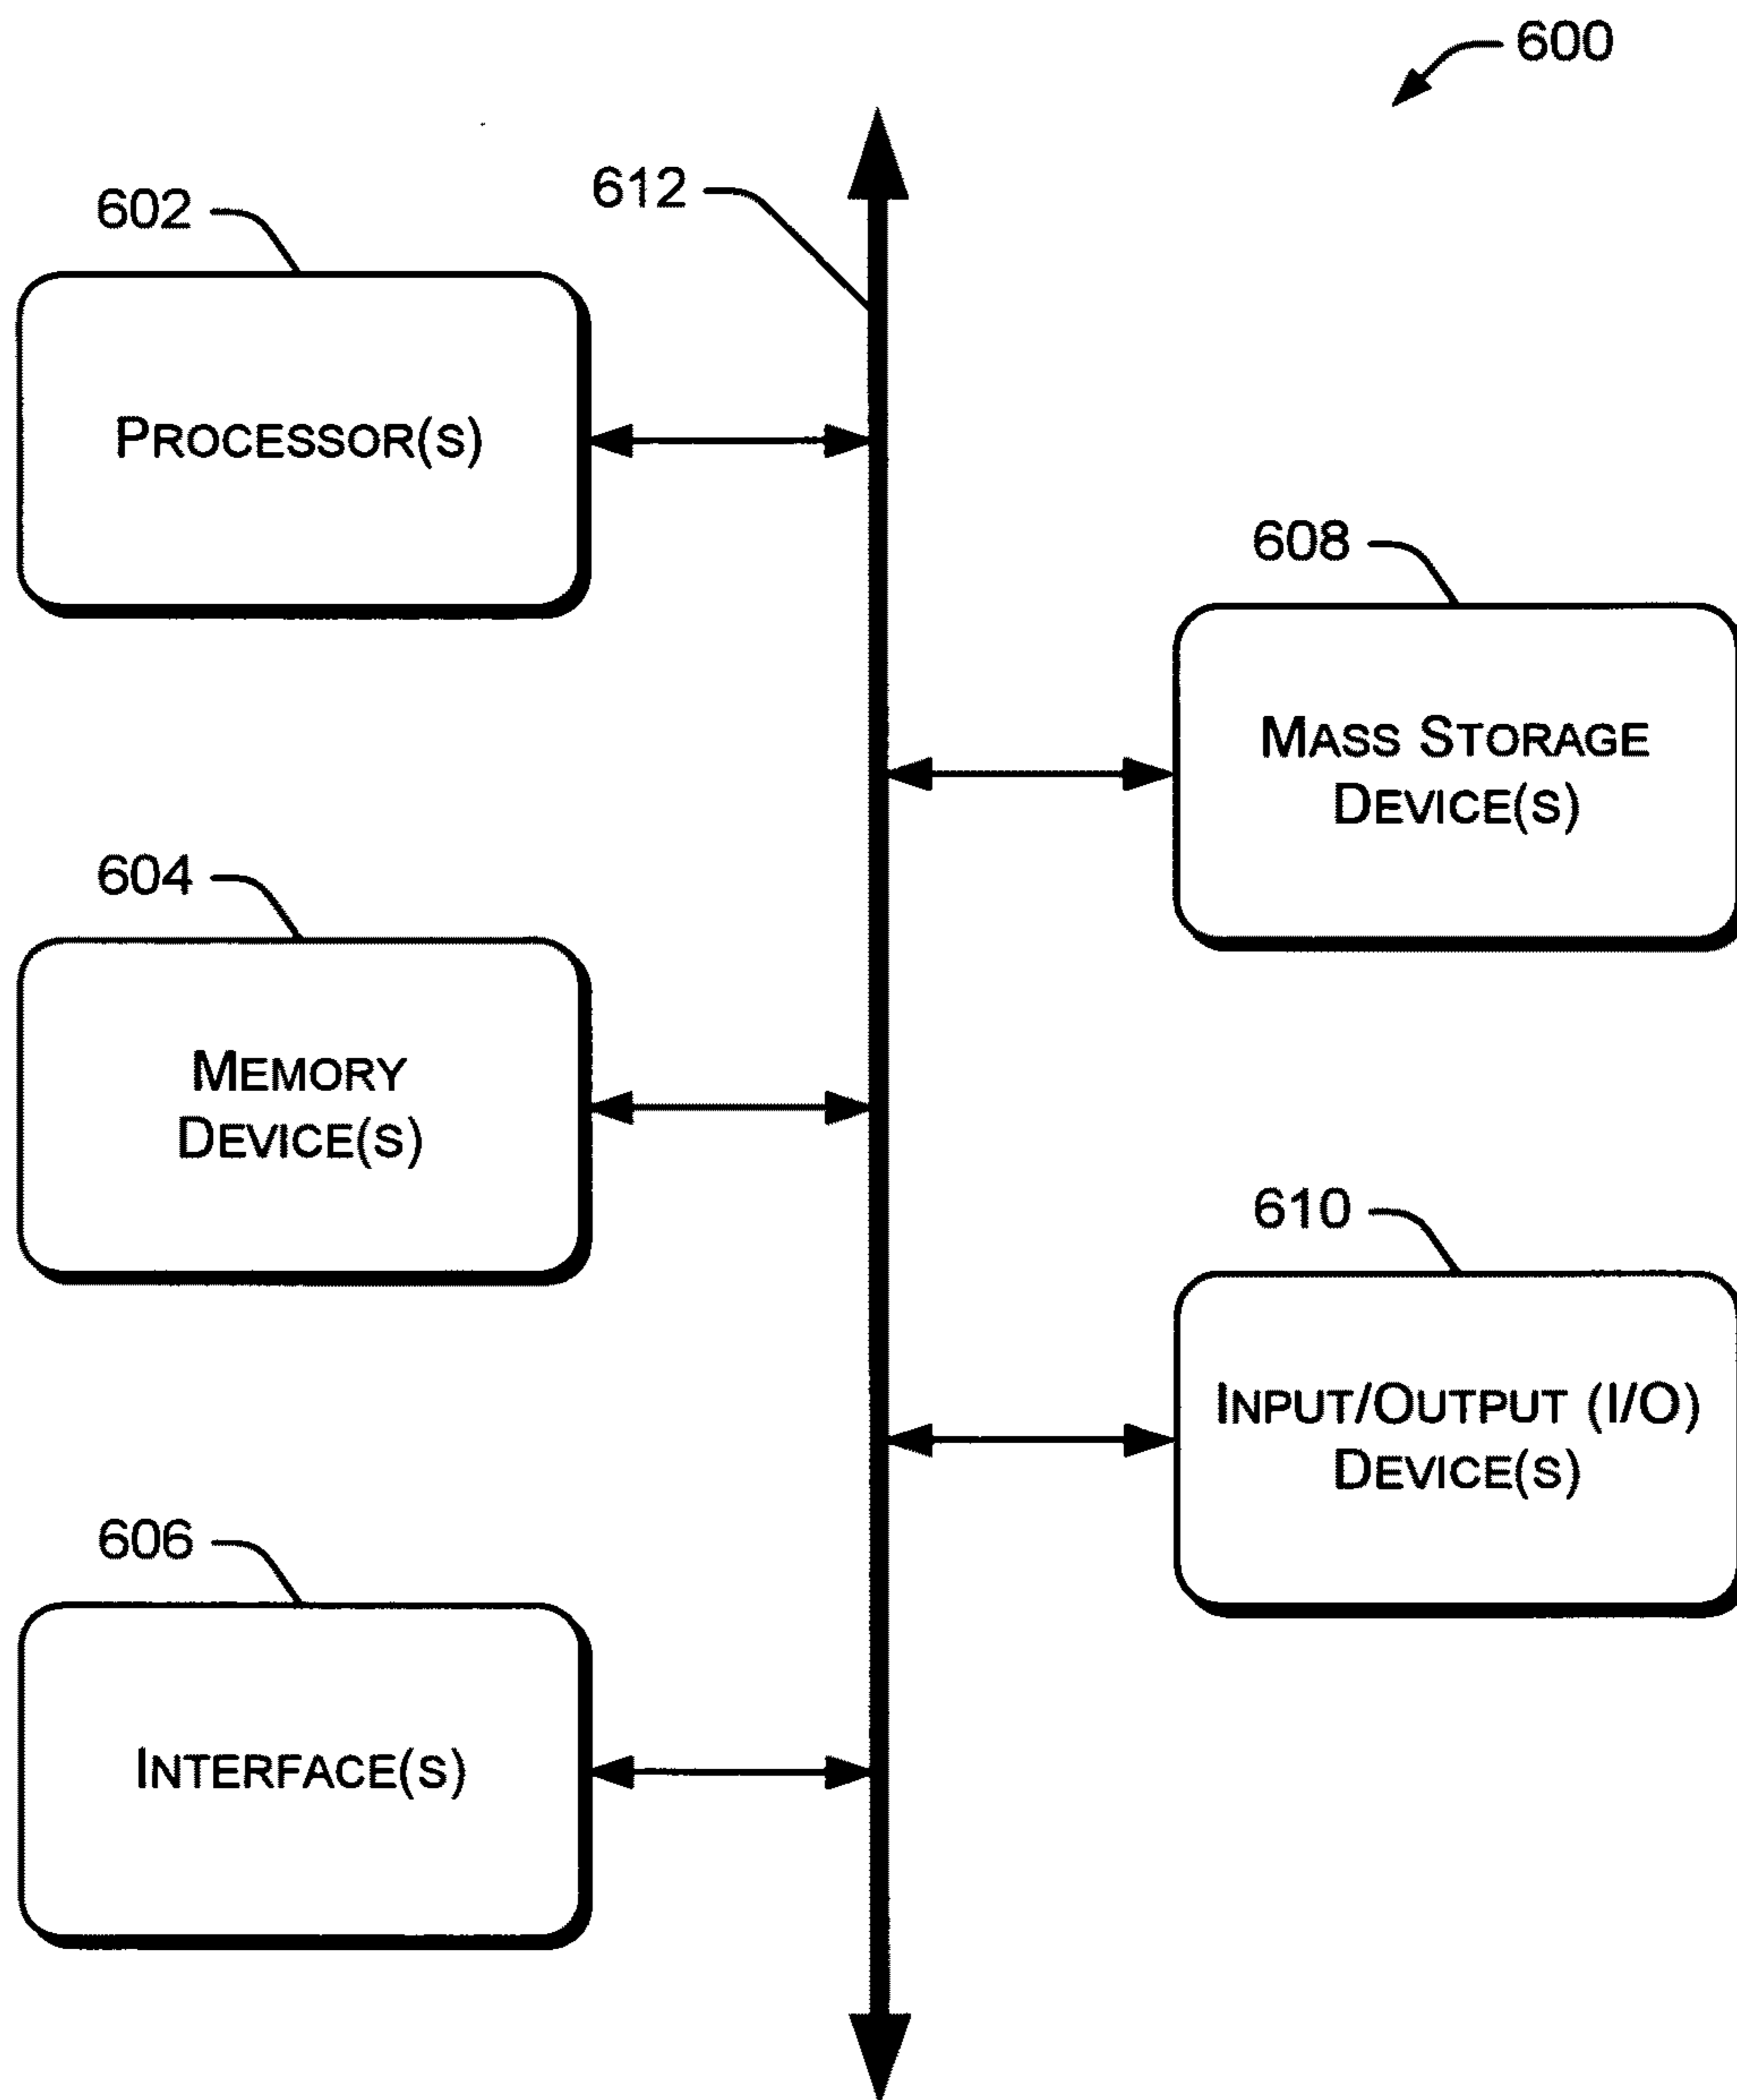 600
612
602
PROCESSOR(S)
608
MASS STORAGE
DEVICE(S)
604
MEMORY
DEVICE(S)
610
INPUT/OUTPUT (I/O)
DEVICE(S)
606
INTERFACE(S)